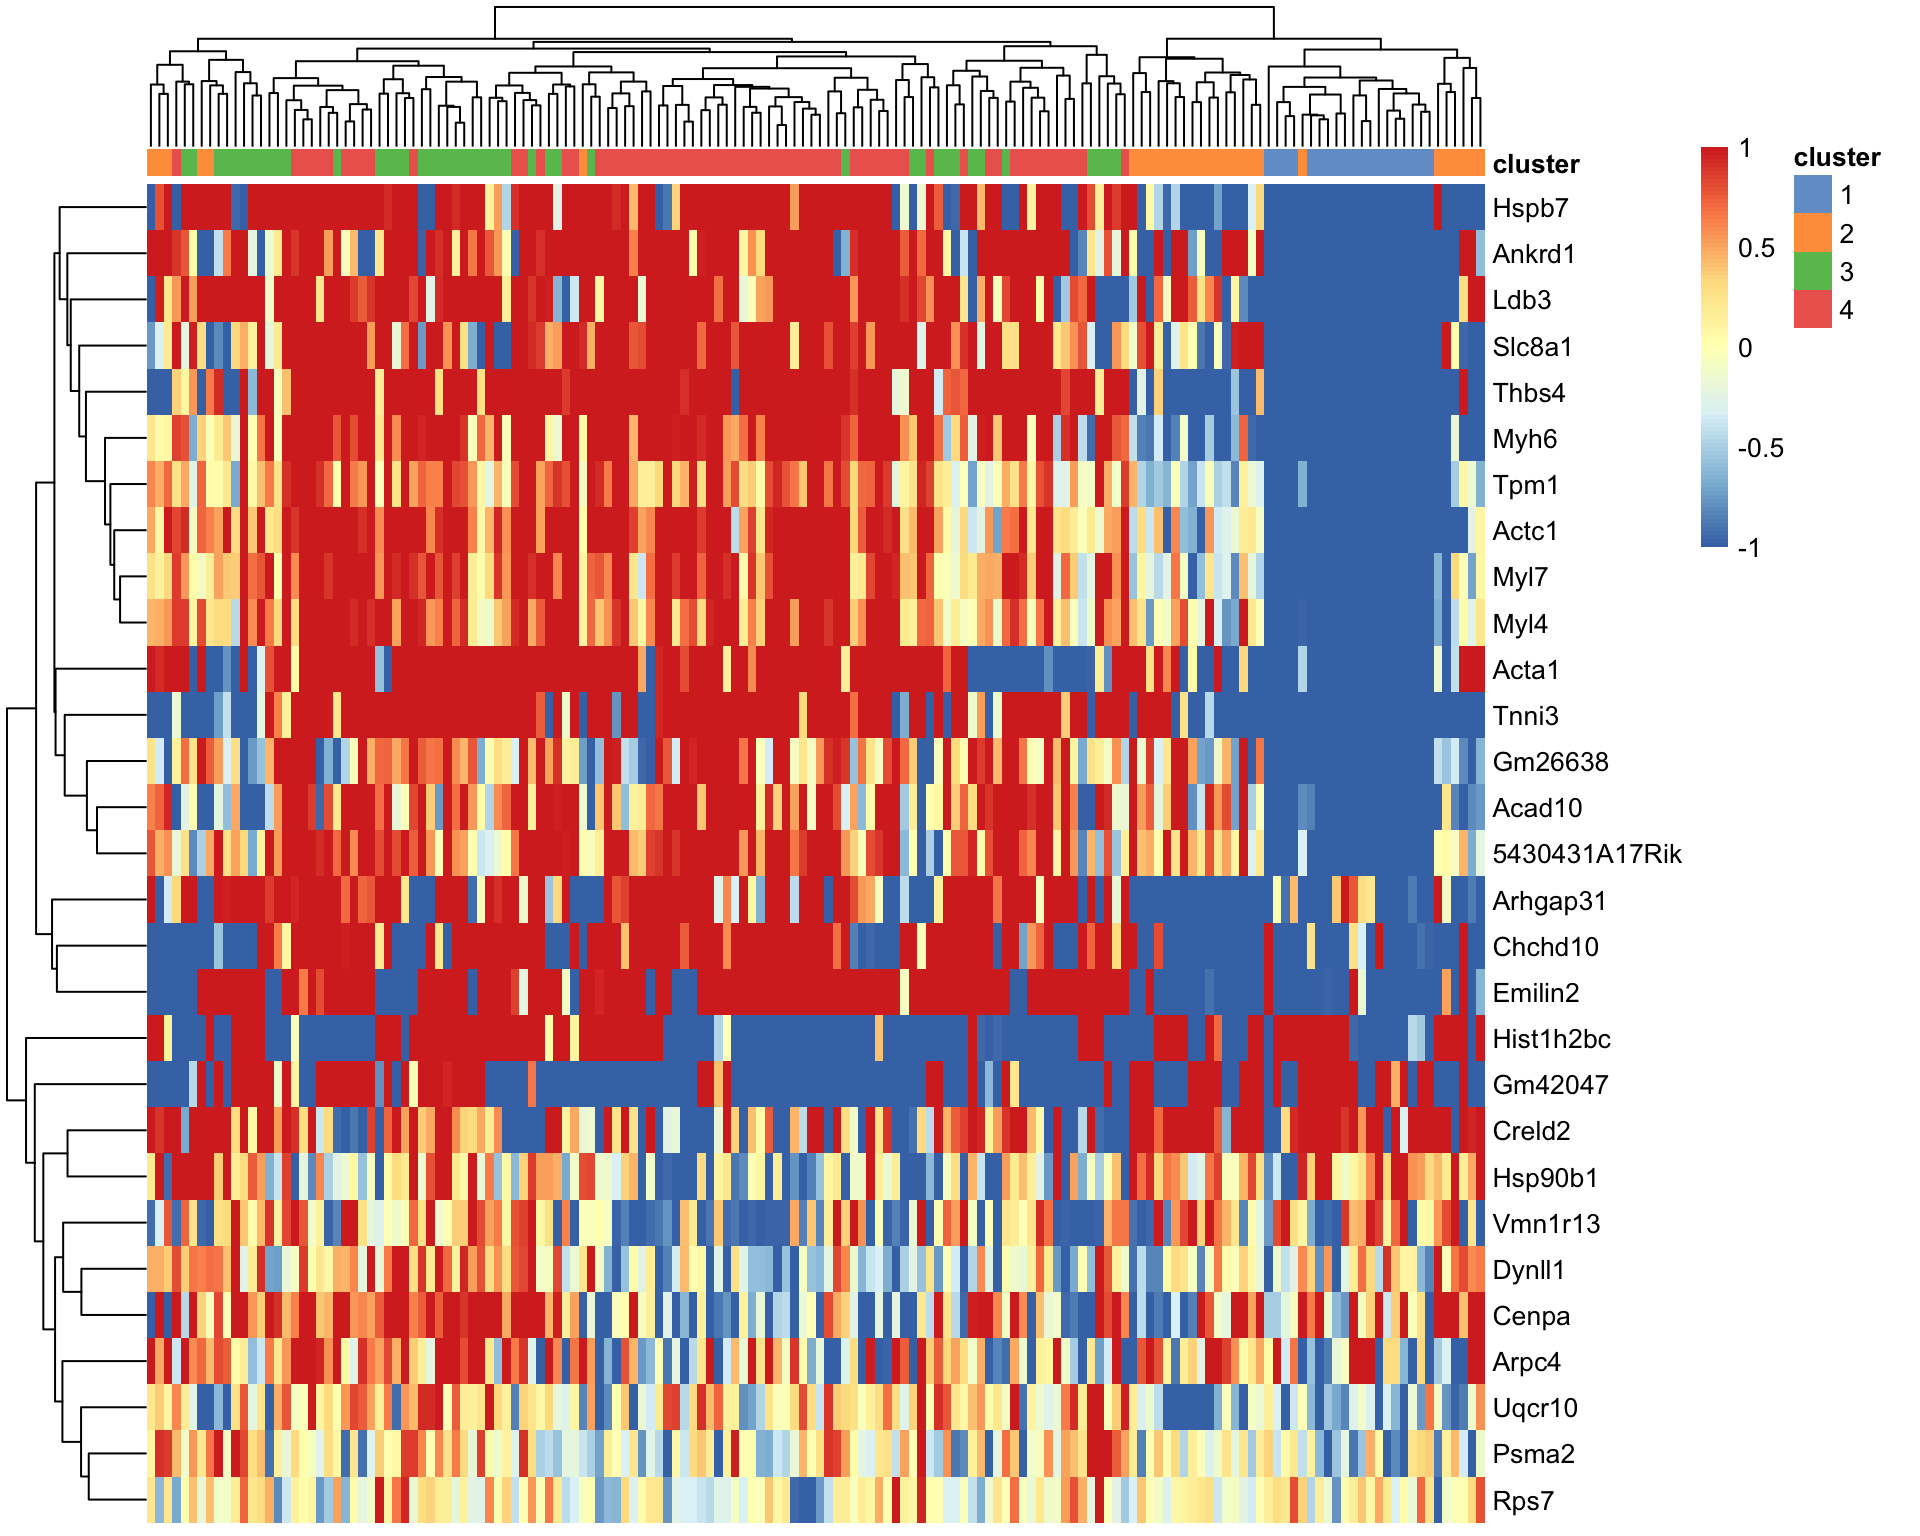 cluster
Hspb7
Ankrd1
Ldb3
Slc8a1
Thbs4
Myh6
Tpm1
Actc1
Myl7
Myl4
Acta1
Tnni3
Gm26638
Acad10
5430431A17Rik
Arhgap31
Chchd10
Emilin2
Hist1h2bc
Gm42047
Creld2
Hsp90b1
Vmn1r13
Dynll1
Cenpa
Arpc4
Uqcr10
Psma2
Rps7
1
0.5
0
-0.5
-1
cluster
1
2
3
4